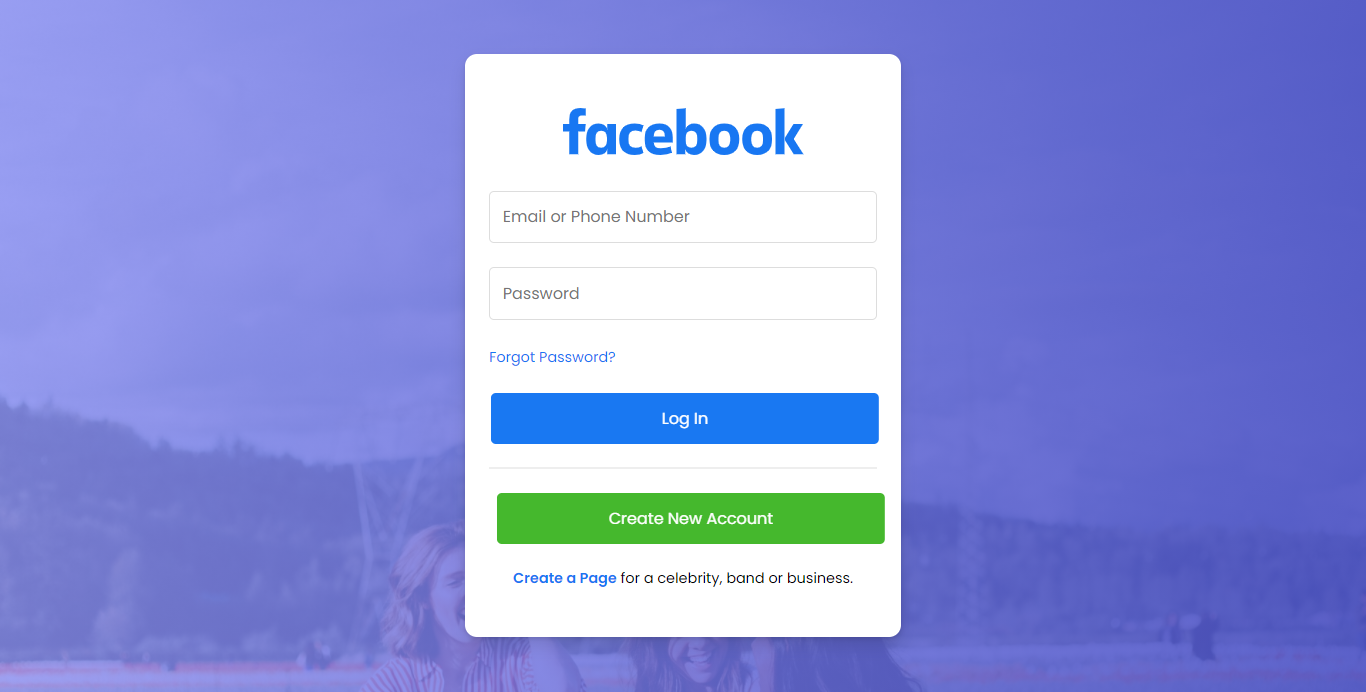 facebook
Email or Phone Number
Password
Forgot Password?
Log In
Create New Account
Create a Page for a celebrity, band or business.